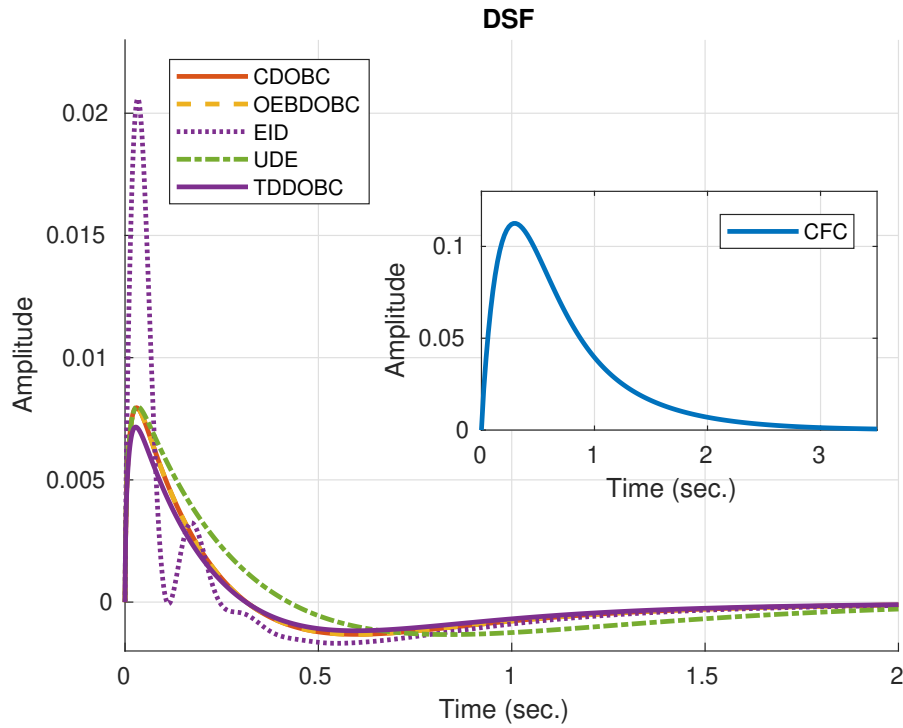 DSF
CDOBC
OEBDOBC
EID
UDE
TDDOBC
CFC
0.1
0.05
0
0 1 2 3
Amplitude
Time (sec.)
0.02
0.015
0.01
0.005
0
0 0.5 1 1.5 2
Amplitude
Time (sec.)